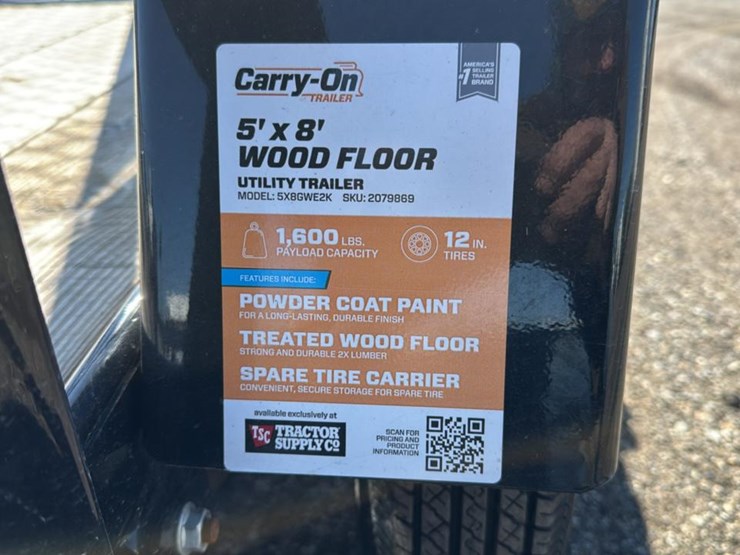 Carry-On
TRAILER
AMERICA'S
#1 SELLING
TRAILER
BRAND
5' x 8'
WOOD FLOOR
UTILITY TRAILER
MODEL: 5X8GWE2K SKU: 2079869
1,600 LBS.
PAYLOAD CAPACITY
12 IN.
TIRES
FEATURES INCLUDE:
POWDER COAT PAINT
FOR A LONG-LASTING, DURABLE FINISH
TREATED WOOD FLOOR
STRONG AND DURABLE 2X LUMBER
SPARE TIRE CARRIER
CONVENIENT, SECURE STORAGE FOR SPARE TIRE
available exclusively at
TSC TRACTOR
SUPPLY CO
SCAN FOR
PRICING AND
PRODUCT
INFORMATION